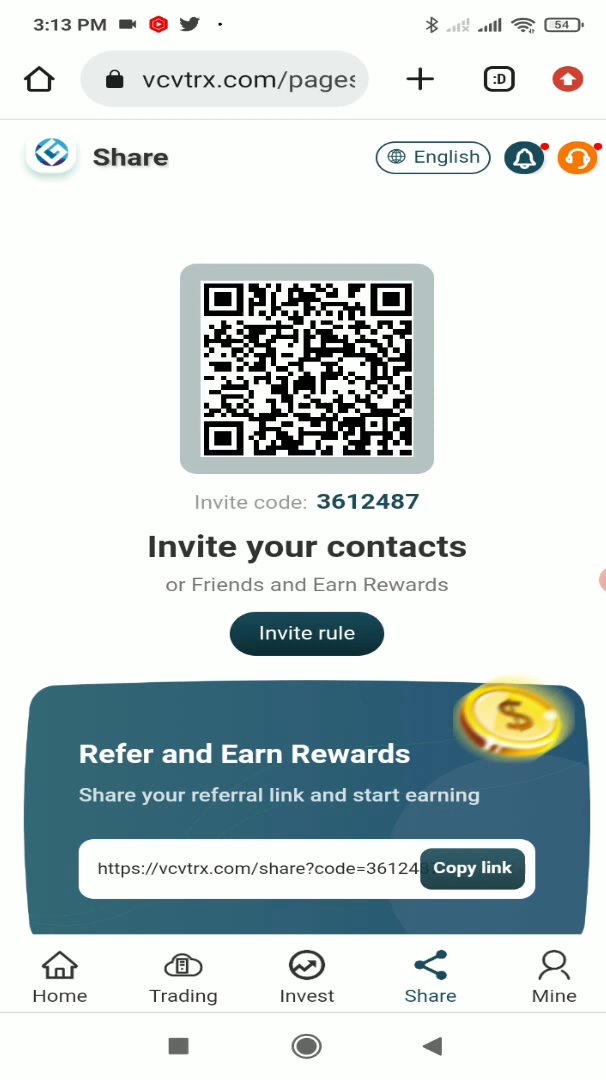 3:13 PM
54
vcvtrx.com/pages
:D
Share
English
Invite code: 3612487
Invite your contacts
or Friends and Earn Rewards
Invite rule
$
Refer and Earn Rewards
Share your referral link and start earning
https://vcvtrx.com/share?code=361248
Copy link
Home
Trading
Invest
Share
Mine